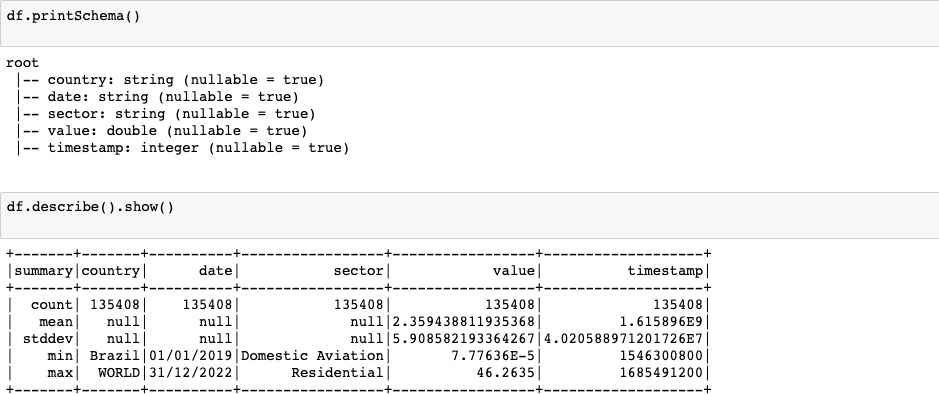 df.printSchema()
root
 |-- country: string (nullable = true)
 |-- date: string (nullable = true)
 |-- sector: string (nullable = true)
 |-- value: double (nullable = true)
 |-- timestamp: integer (nullable = true)
df.describe().show()
+-------+-------+----------+-----------------+-----------------+-------------------+
|summary|country|      date|           sector|            value|          timestamp|
+-------+-------+----------+-----------------+-----------------+-------------------+
|  count| 135408|    135408|           135408|           135408|             135408|
|   mean|   null|      null|             null|2.359438811935368|         1.615896E9|
| stddev|   null|      null|             null|5.908582193364267|4.020588971201726E7|
|    min| Brazil|01/01/2019|Domestic Aviation|       7.77636E-5|         1546300800|
|    max|  WORLD|31/12/2022|      Residential|          46.2635|         1685491200|
+-------+-------+----------+-----------------+-----------------+-------------------+